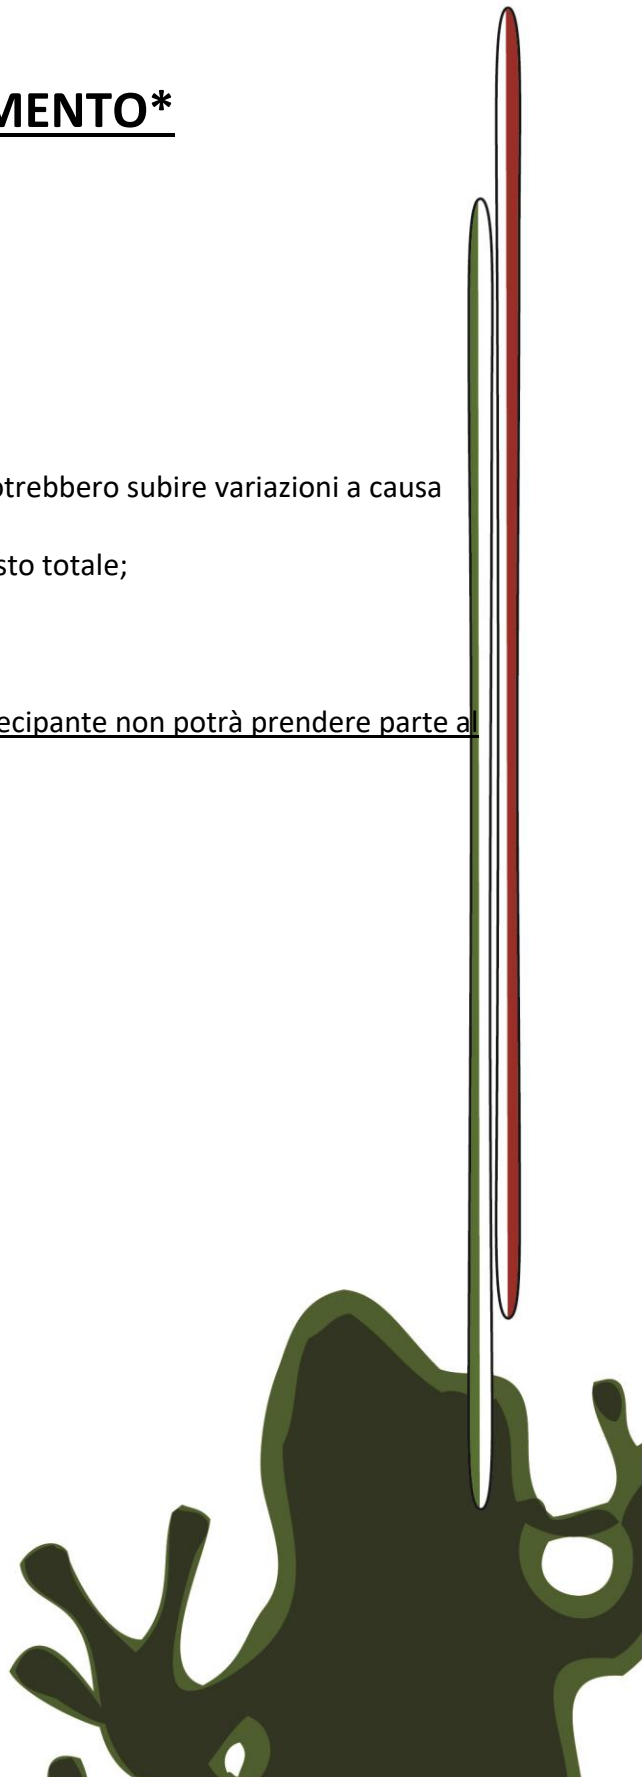 MENTO*
otrebbero subire variazioni a causa
sto totale;
ecipante non potrà prendere parte al